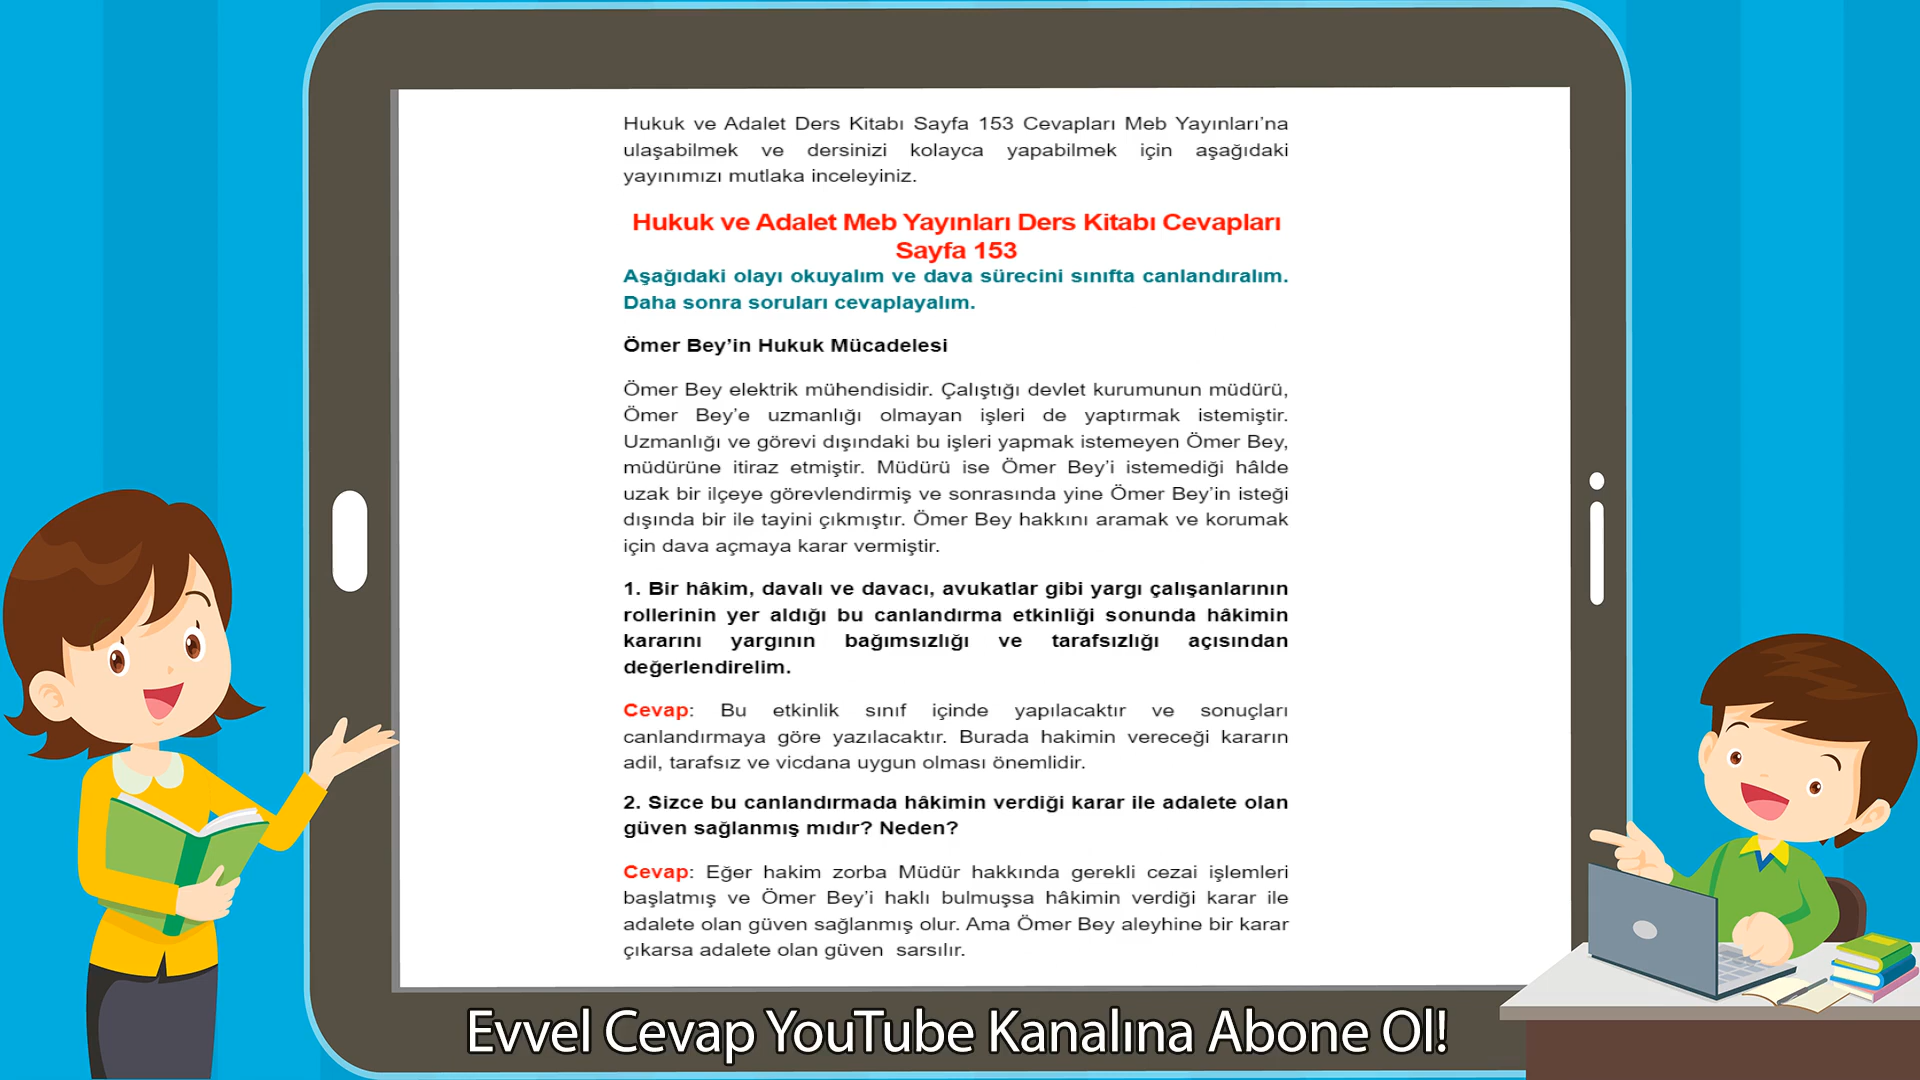 Hukuk ve Adalet Ders Kitabı Sayfa 153 Cevapları Meb Yayınları’na
ulaşabilmek ve dersinizi kolayca yapabilmek için aşağıdaki
yayınımızı mutlaka inceleyiniz.
Hukuk ve Adalet Meb Yayınları Ders Kitabı Cevapları
Sayfa 153
Aşağıdaki olayı okuyalım ve dava sürecini sınıfta canlandıralım.
Daha sonra soruları cevaplayalım.
Ömer Bey’in Hukuk Mücadelesi
Ömer Bey elektrik mühendisidir. Çalıştığı devlet kurumunun müdürü,
Ömer Bey’e uzmanlığı olmayan işleri de yaptırmak istemiştir.
Uzmanlığı ve görevi dışındaki bu işleri yapmak istemeyen Ömer Bey,
müdürüne itiraz etmiştir. Müdürü ise Ömer Bey’i istemediği hâlde
uzak bir ilçeye görevlendirmiş ve sonrasında yine Ömer Bey’in isteği
dışında bir ile tayini çıkmıştır. Ömer Bey hakkını aramak ve korumak
için dava açmaya karar vermiştir.
1. Bir hâkim, davalı ve davacı, avukatlar gibi yargı çalışanlarının
rollerinin yer aldığı bu canlandırma etkinliği sonunda hâkimin
kararını yargının bağımsızlığı ve tarafsızlığı açısından
değerlendirelim.
Cevap: Bu etkinlik sınıf içinde yapılacaktır ve sonuçları
canlandırmaya göre yazılacaktır. Burada hakimin vereceği kararın
adil, tarafsız ve vicdana uygun olması önemlidir.
2. Sizce bu canlandırmada hâkimin verdiği karar ile adalete olan
güven sağlanmış mıdır? Neden?
Cevap: Eğer hakim zorba Müdür hakkında gerekli cezai işlemleri
başlatmış ve Ömer Bey’i haklı bulmuşsa hâkimin verdiği karar ile
adalete olan güven sağlanmış olur. Ama Ömer Bey aleyhine bir karar
çıkarsa adalete olan güven  sarsılır.
Evvel Cevap YouTube Kanalına Abone Ol!